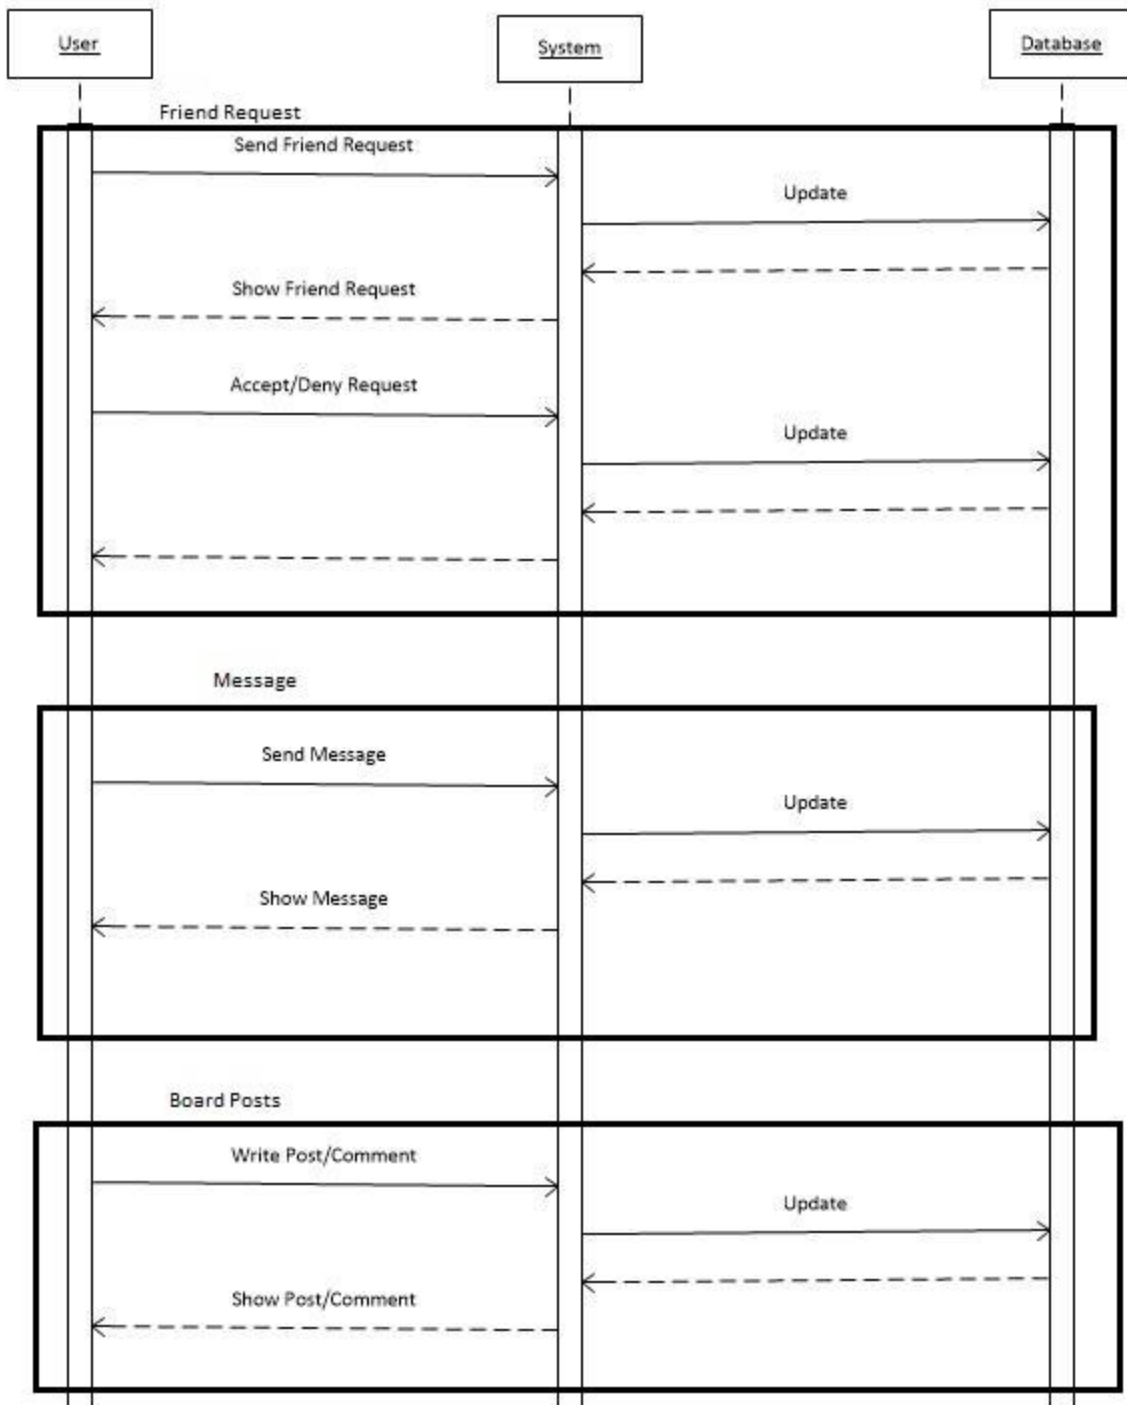 User
System
Database
Friend Request
Send Friend Request
Update
Show Friend Request
Accept/Deny Request
Update
Message
Send Message
Update
Show Message
Board Posts
Write Post/Comment
Update
Show Post/Comment